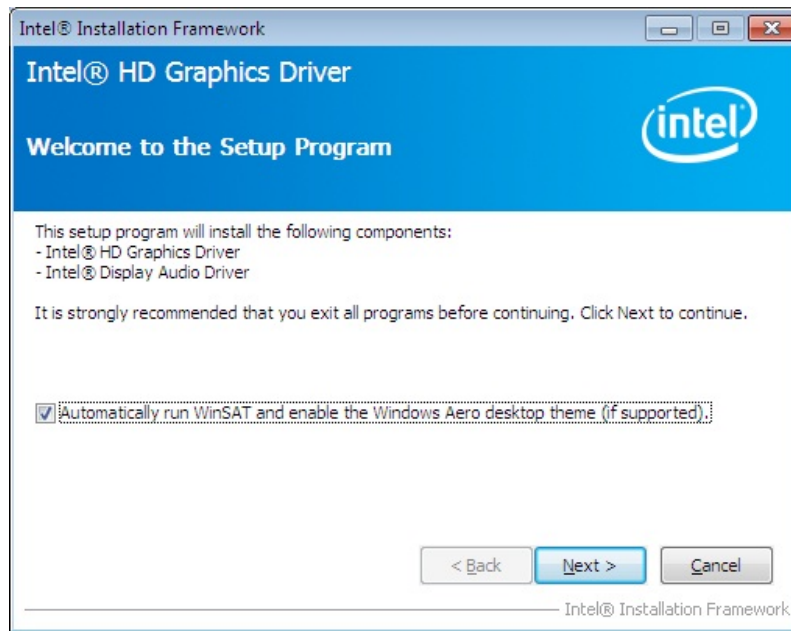 Intel® Installation Framework
Intel® HD Graphics Driver
Welcome to the Setup Program
intel
This setup program will install the following components:
- Intel® HD Graphics Driver
- Intel® Display Audio Driver
It is strongly recommended that you exit all programs before continuing. Click Next to continue.
Automatically run WinSAT and enable the Windows Aero desktop theme (if supported).
< Back Next > Cancel
Intel® Installation Framework